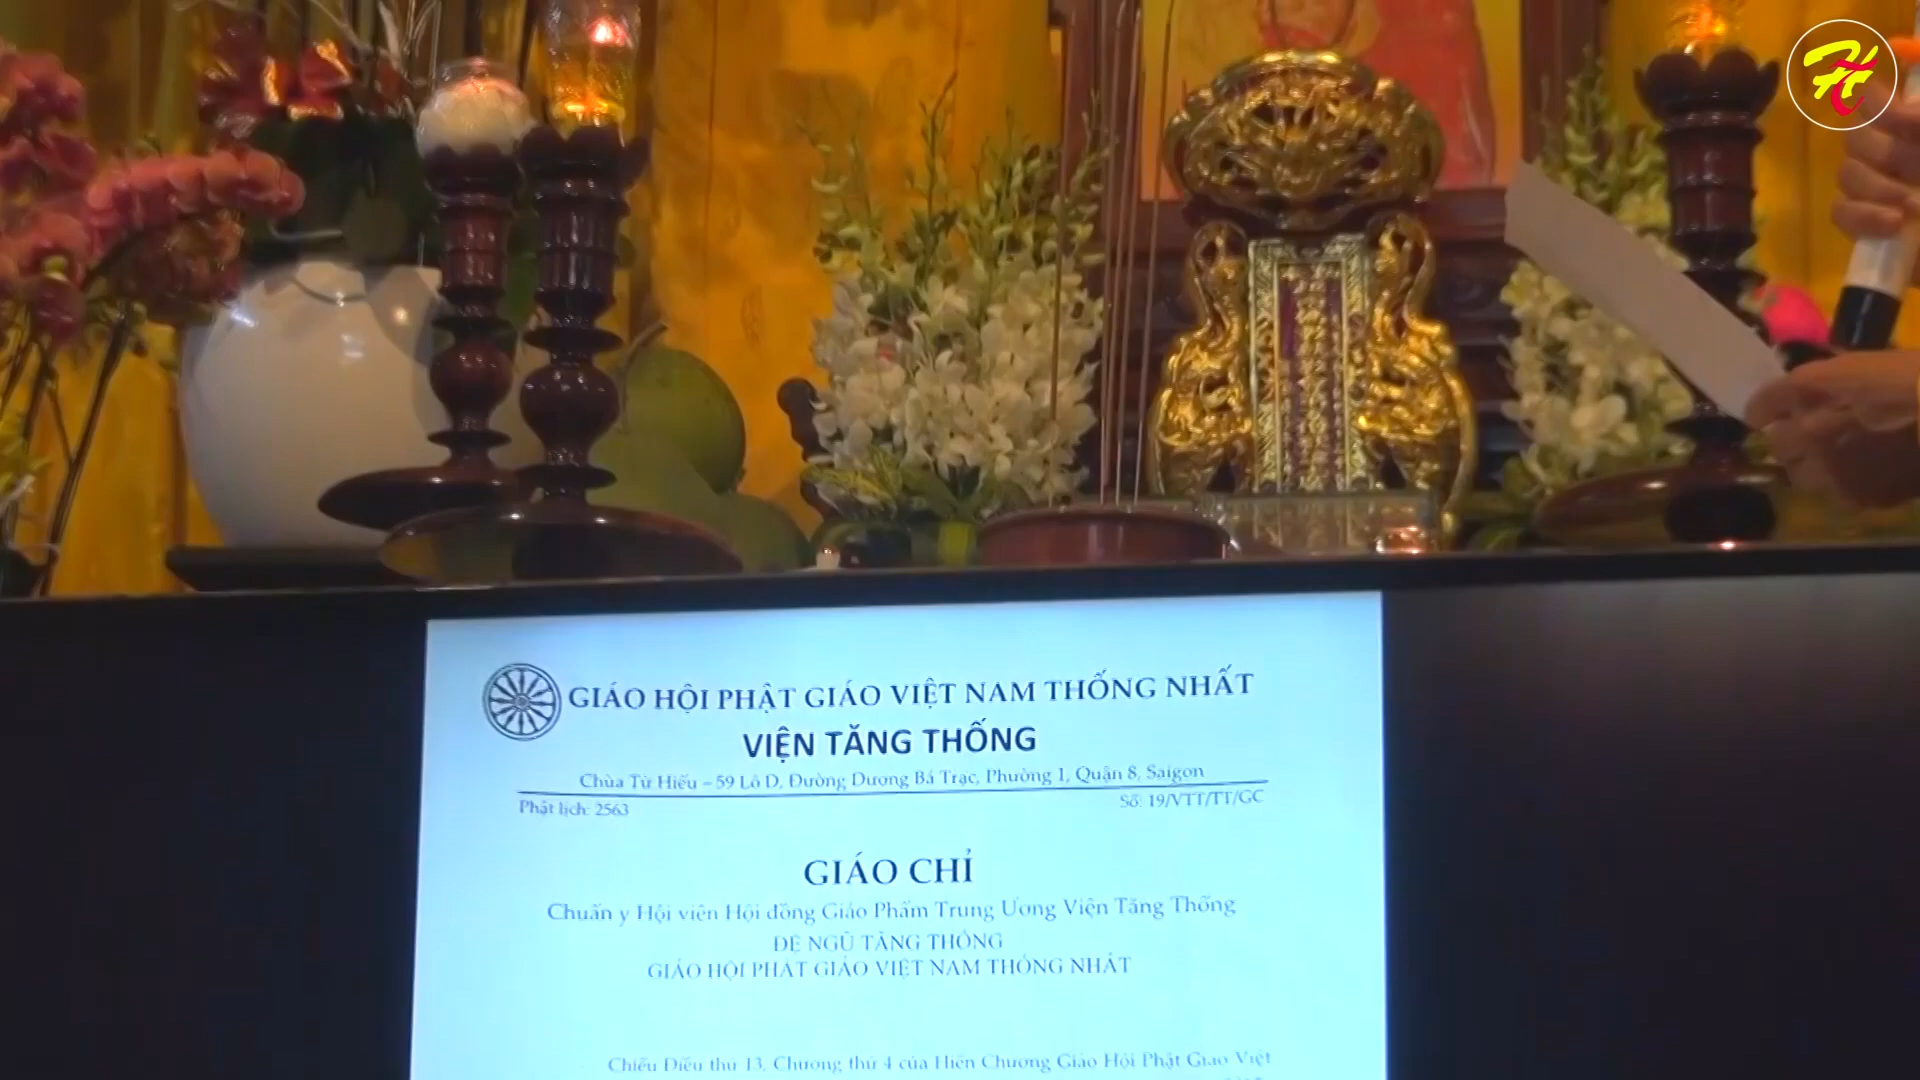 GIÁO HỘI PHẬT GIÁO VIỆT NAM THỐNG NHẤT
VIỆN TĂNG THỐNG
Chùa Từ Hiếu – 59 Lô D, Đường Dương Bá Trạc, Phường 1, Quận 8, Saigon
Phật lịch: 2563
Số: 19/VTT/TT/GC
GIÁO CHỈ
Chuẩn y Hội viên Hội đồng Giáo Phẩm Trung Ương Viện Tăng Thống
ĐỆ NGŨ TĂNG THỐNG
GIÁO HỘI PHẬT GIÁO VIỆT NAM THỐNG NHẤT
Chiếu Điều thứ 13, Chương thứ 4 của Hiến Chương Giáo Hội Phật Giáo Việt